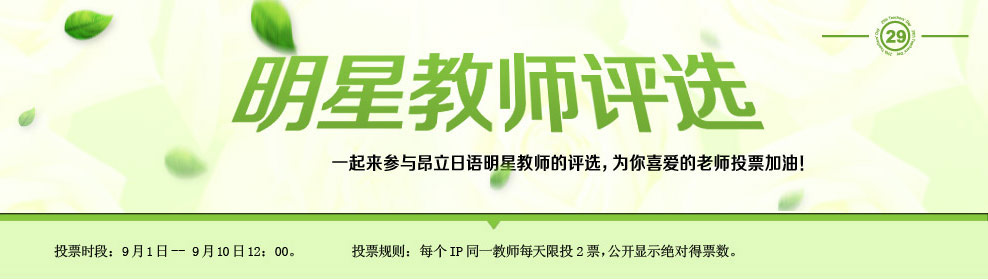 29
明星教师评选
一起来参与昂立日语明星教师的评选，为你喜爱的老师投票加油！
投票时段：9月1日-- 9月10日12：00。 投票规则：每个IP同一教师每天限投2票，公开显示绝对得票数。